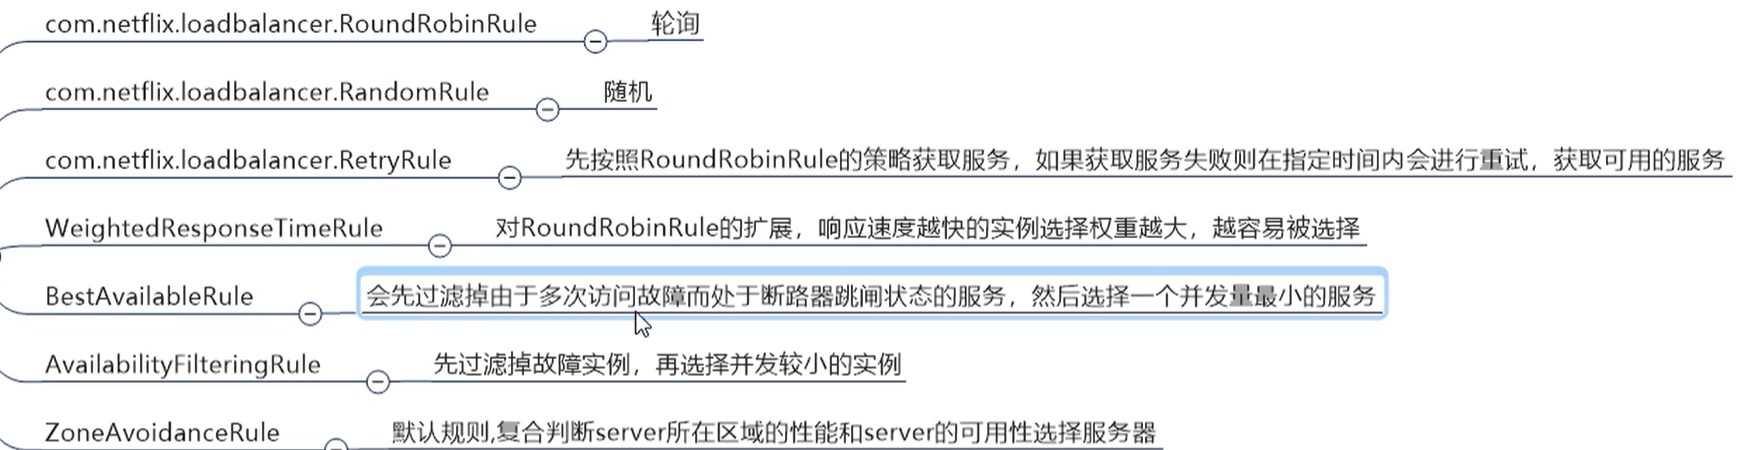 com.netflix.loadbalancer.RoundRobinRule 轮询
com.netflix.loadbalancer.RandomRule 随机
com.netflix.loadbalancer.RetryRule 先按照RoundRobinRule的策略获取服务，如果获取服务失败则在指定时间内会进行重试，获取可用的服务
WeightedResponseTimeRule 对RoundRobinRule的扩展，响应速度越快的实例选择权重越大，越容易被选择
BestAvailableRule 会先过滤掉由于多次访问故障而处于断路器跳闸状态的服务，然后选择一个并发量最小的服务
AvailabilityFilteringRule 先过滤掉故障实例，再选择并发较小的实例
ZoneAvoidanceRule 默认规则,复合判断server所在区域的性能和server的可用性选择服务器